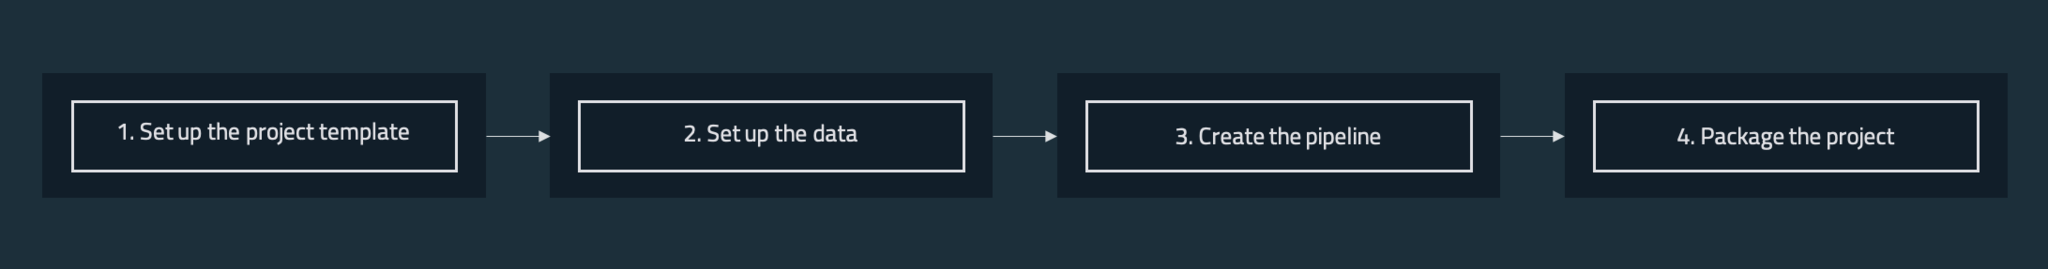 1. Set up the project template
2. Set up the data
3. Create the pipeline
4. Package the project